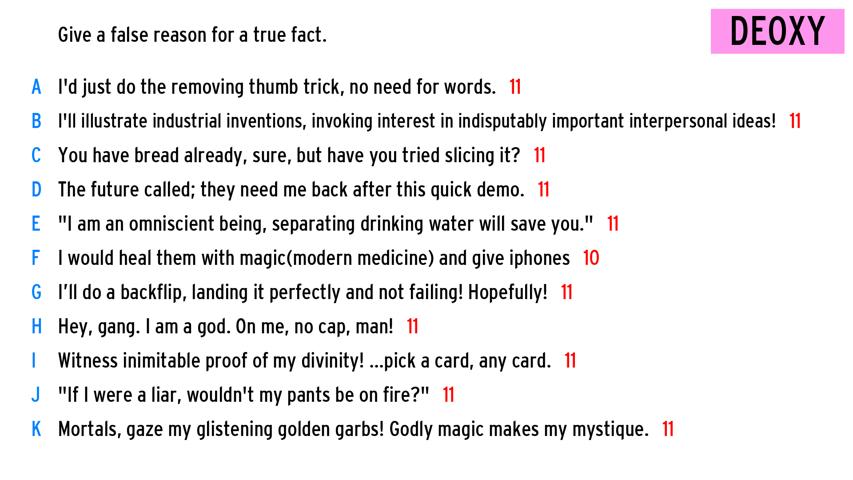 Give a false reason for a true fact.
DEOXY
A I'd just do the removing thumb trick, no need for words. 11
B I'll illustrate industrial inventions, invoking interest in indisputably important interpersonal ideas! 11
C You have bread already, sure, but have you tried slicing it? 11
D The future called; they need me back after this quick demo. 11
E "I am an omniscient being, separating drinking water will save you." 11
F I would heal them with magic(modern medicine) and give iphones 10
G I’ll do a backflip, landing it perfectly and not failing! Hopefully! 11
H Hey, gang. I am a god. On me, no cap, man! 11
I Witness inimitable proof of my divinity! ...pick a card, any card. 11
J "If I were a liar, wouldn't my pants be on fire?" 11
K Mortals, gaze my glistening golden garbs! Godly magic makes my mystique. 11